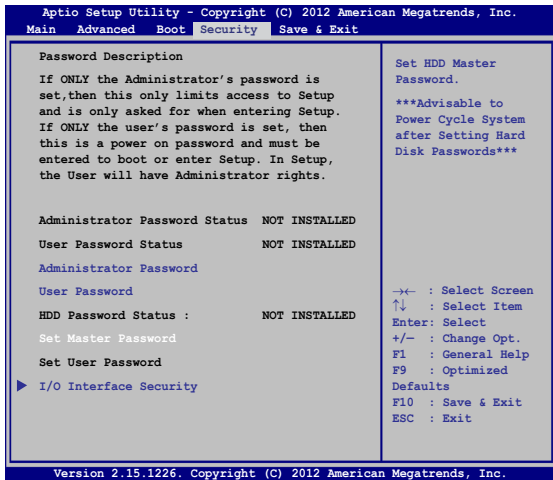 Aptio Setup Utility - Copyright (C) 2012 American Megatrends, Inc.
Main Advanced Boot Security Save & Exit
Password Description
If ONLY the Administrator's password is
set,then this only limits access to Setup
and is only asked for when entering Setup.
If ONLY the user's password is set, then
this is a power on password and must be
entered to boot or enter Setup. In Setup,
the User will have Administrator rights.
Administrator Password Status NOT INSTALLED
User Password Status NOT INSTALLED
Administrator Password
User Password
HDD Password Status : NOT INSTALLED
Set Master Password
Set User Password
I/O Interface Security
Set HDD Master
Password.
***Advisable to
Power Cycle System
after Setting Hard
Disk Passwords***
→← : Select Screen
↑↓ : Select Item
Enter: Select
+/— : Change Opt.
F1 : General Help
F9 : Optimized
Defaults
F10 : Save & Exit
ESC : Exit
Version 2.15.1226. Copyright (C) 2012 American Megatrends, Inc.